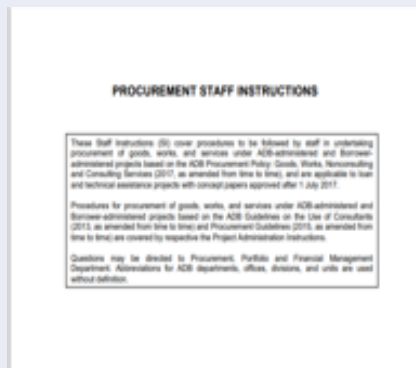 PROCUREMENT STAFF INSTRUCTIONS
These Staff Instructions (SI) cover procedures to be followed by staff in undertaking
procurement of goods, works, and services under ADB-administered and Borrower-
administered projects based on the ADB Procurement Policy: Goods, Works, Nonconsulting
and Consulting Services (2017, as amended from time to time), and are applicable to loan
and technical assistance projects with concept papers approved after 1 July 2017.
Procedures for procurement of goods, works, and services under ADB-administered and
Borrower-administered projects based on the ADB Guidelines on the Use of Consultants
(2013, as amended from time to time) and Procurement Guidelines (2015, as amended from
time to time) are covered by respective the Project Administration Instructions.
Questions may be directed to Procurement, Portfolio and Financial Management
Department. Abbreviations for ADB departments, offices, divisions, and units are used
without definition.